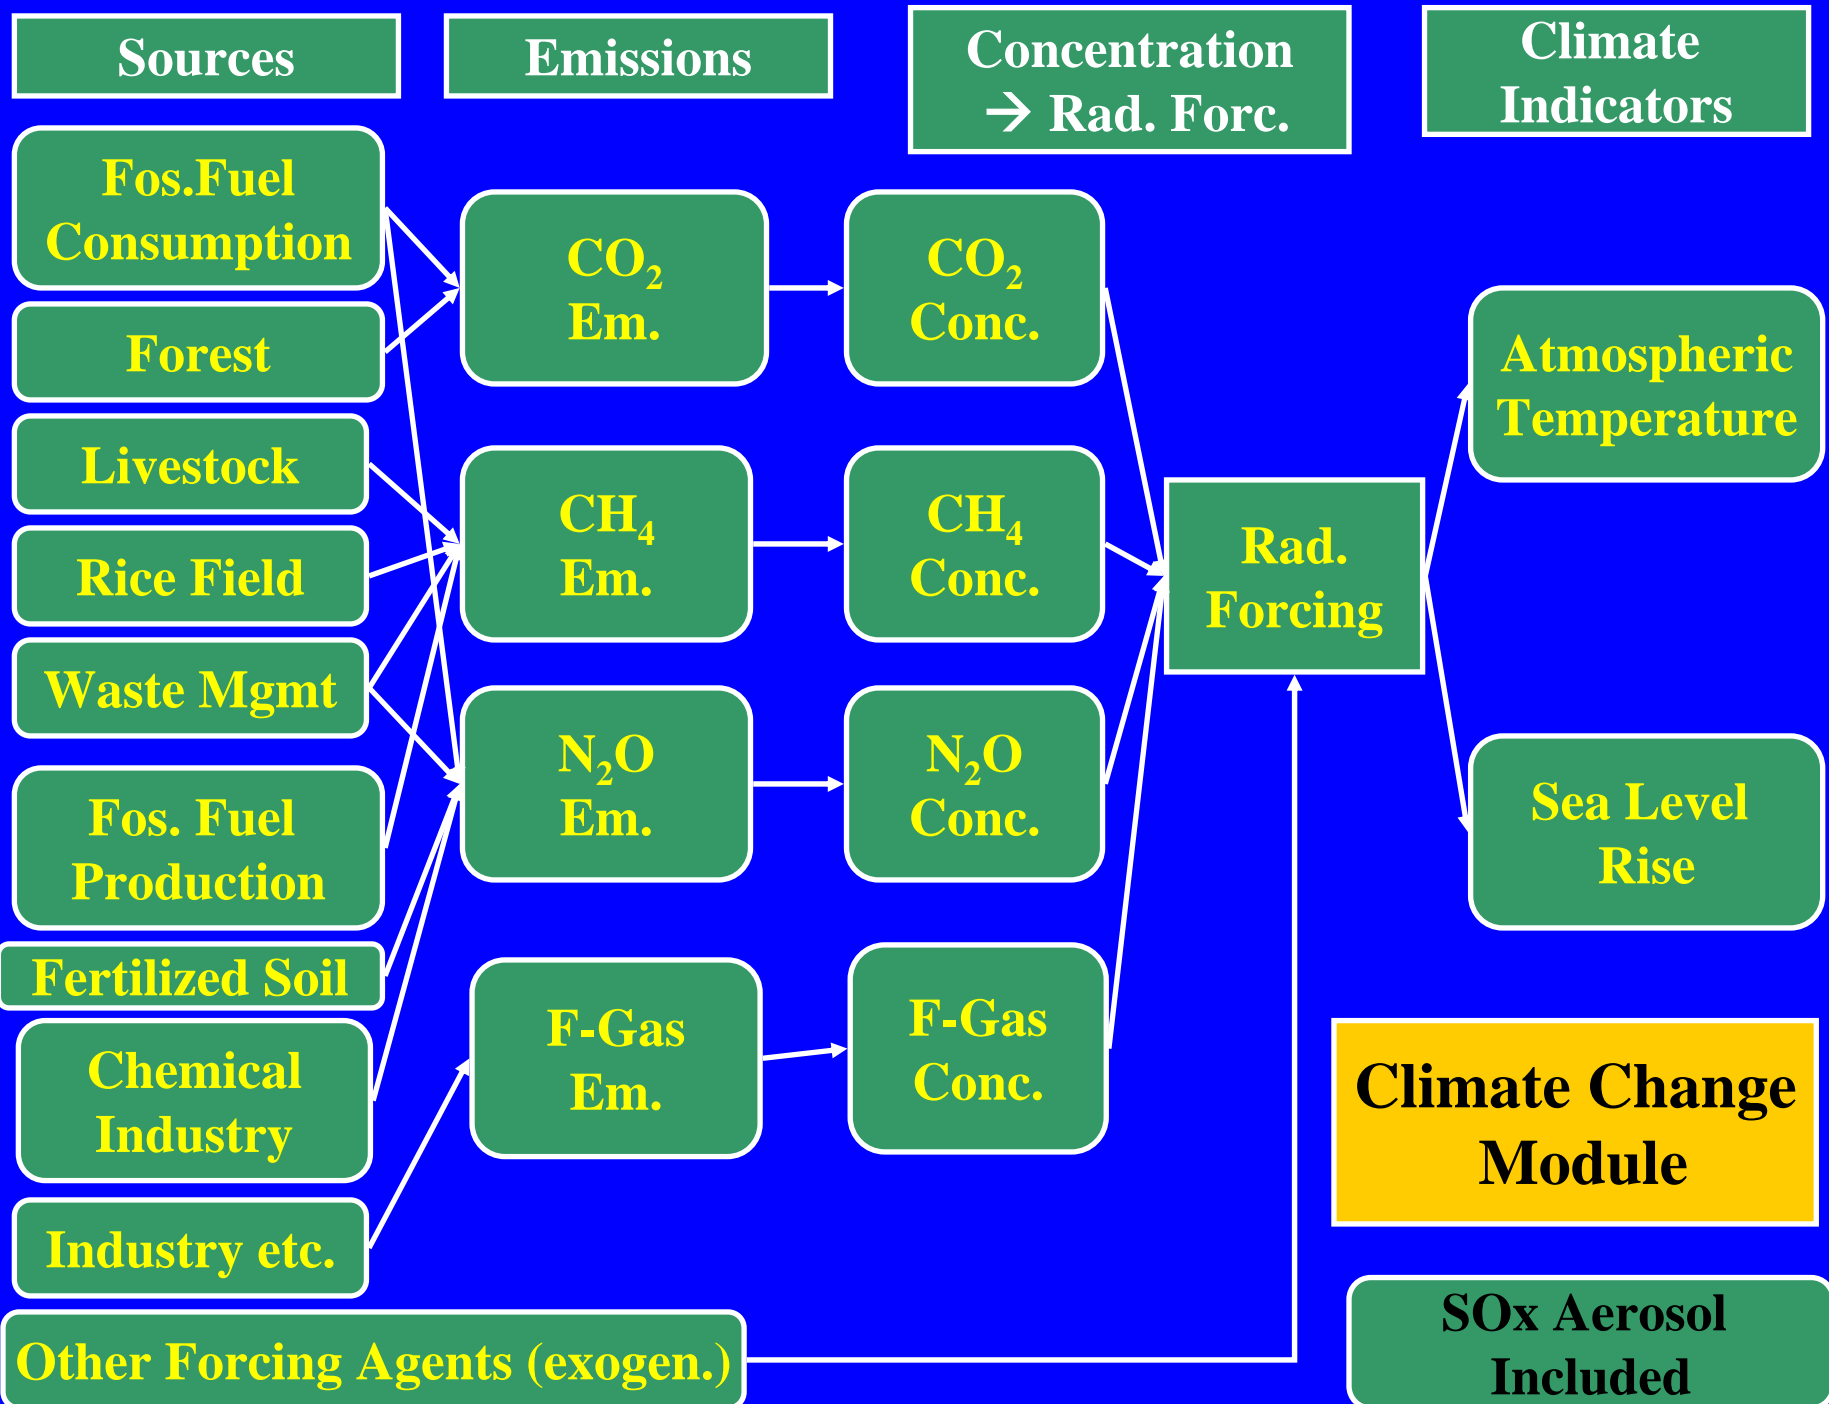 Sources
Emissions
Concentration
→ Rad. Forc.
Climate
Indicators
Fos.Fuel
Consumption
Forest
Livestock
Rice Field
Waste Mgmt
Fos. Fuel
Production
Fertilized Soil
Chemical
Industry
Industry etc.
Other Forcing Agents (exogen.)
CO₂
Em.
CH₄
Em.
N₂O
Em.
F-Gas
Em.
CO₂
Conc.
CH₄
Conc.
N₂O
Conc.
F-Gas
Conc.
Rad.
Forcing
Atmospheric
Temperature
Sea Level
Rise
Climate Change
Module
SOx Aerosol
Included